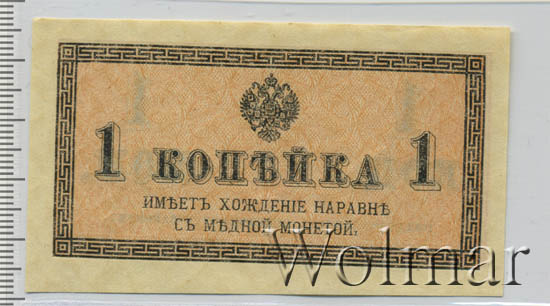 1 КОПѢЙКА 1
ИМѢЕТЪ ХОЖДЕНІЕ НАРАВНѢ
СЪ МѢДНОЙ МОНЕТОЙ.
Wolmar